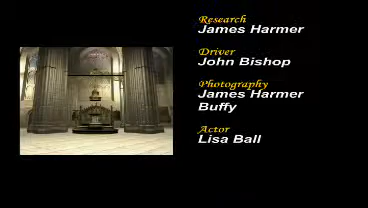 Research
James Harmer
Driver
John Bishop
Photography
James Harmer
Buffy
Actor
Lisa Ball